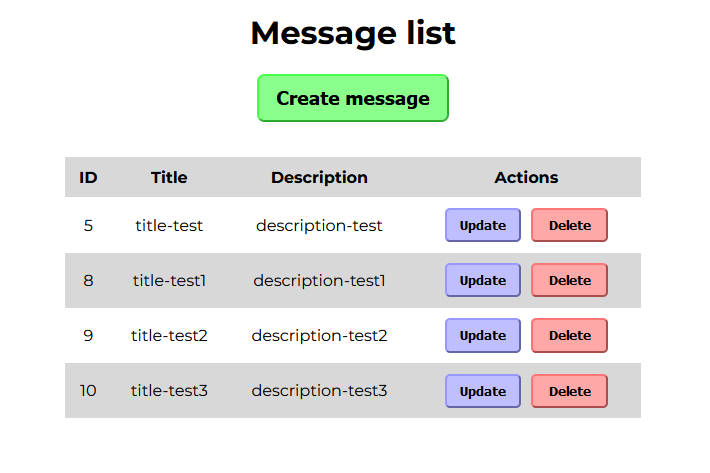 Message list
Create message
ID Title Description Actions
5 title-test description-test Update Delete
8 title-test1 description-test1 Update Delete
9 title-test2 description-test2 Update Delete
10 title-test3 description-test3 Update Delete